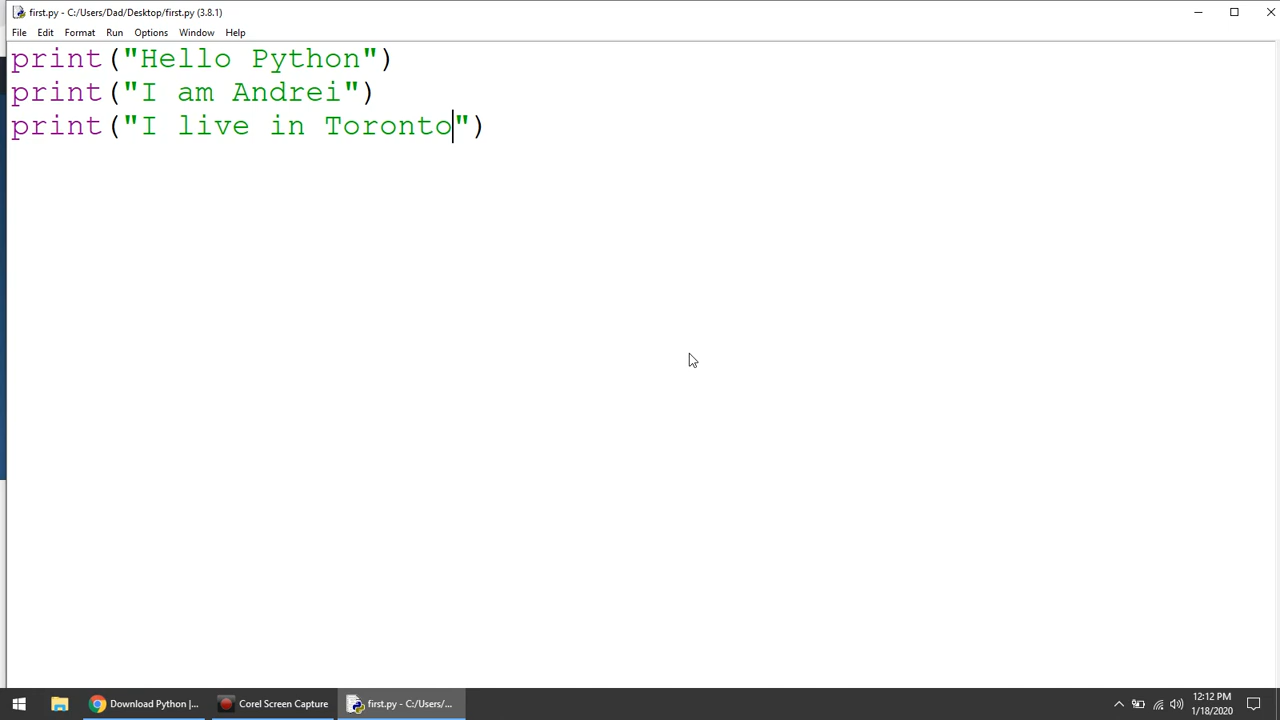 first.py - C:/Users/Dad/Desktop/first.py (3.8.1)
File Edit Format Run Options Window Help
print("Hello Python")
print("I am Andrei")
print("I live in Toronto")
Download Python |... Corel Screen Capture first.py - C:/Users/... 12:12 PM
1/18/2020